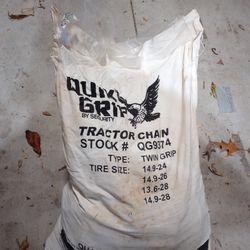 QUIK
GRIP
BY SECURITY
TRACTOR CHAIN
STOCK# QG9374
TYPE: TWIN GRIP
TIRE SIZE: 14.9-24
14.9-26
13.6-28
14.9-28